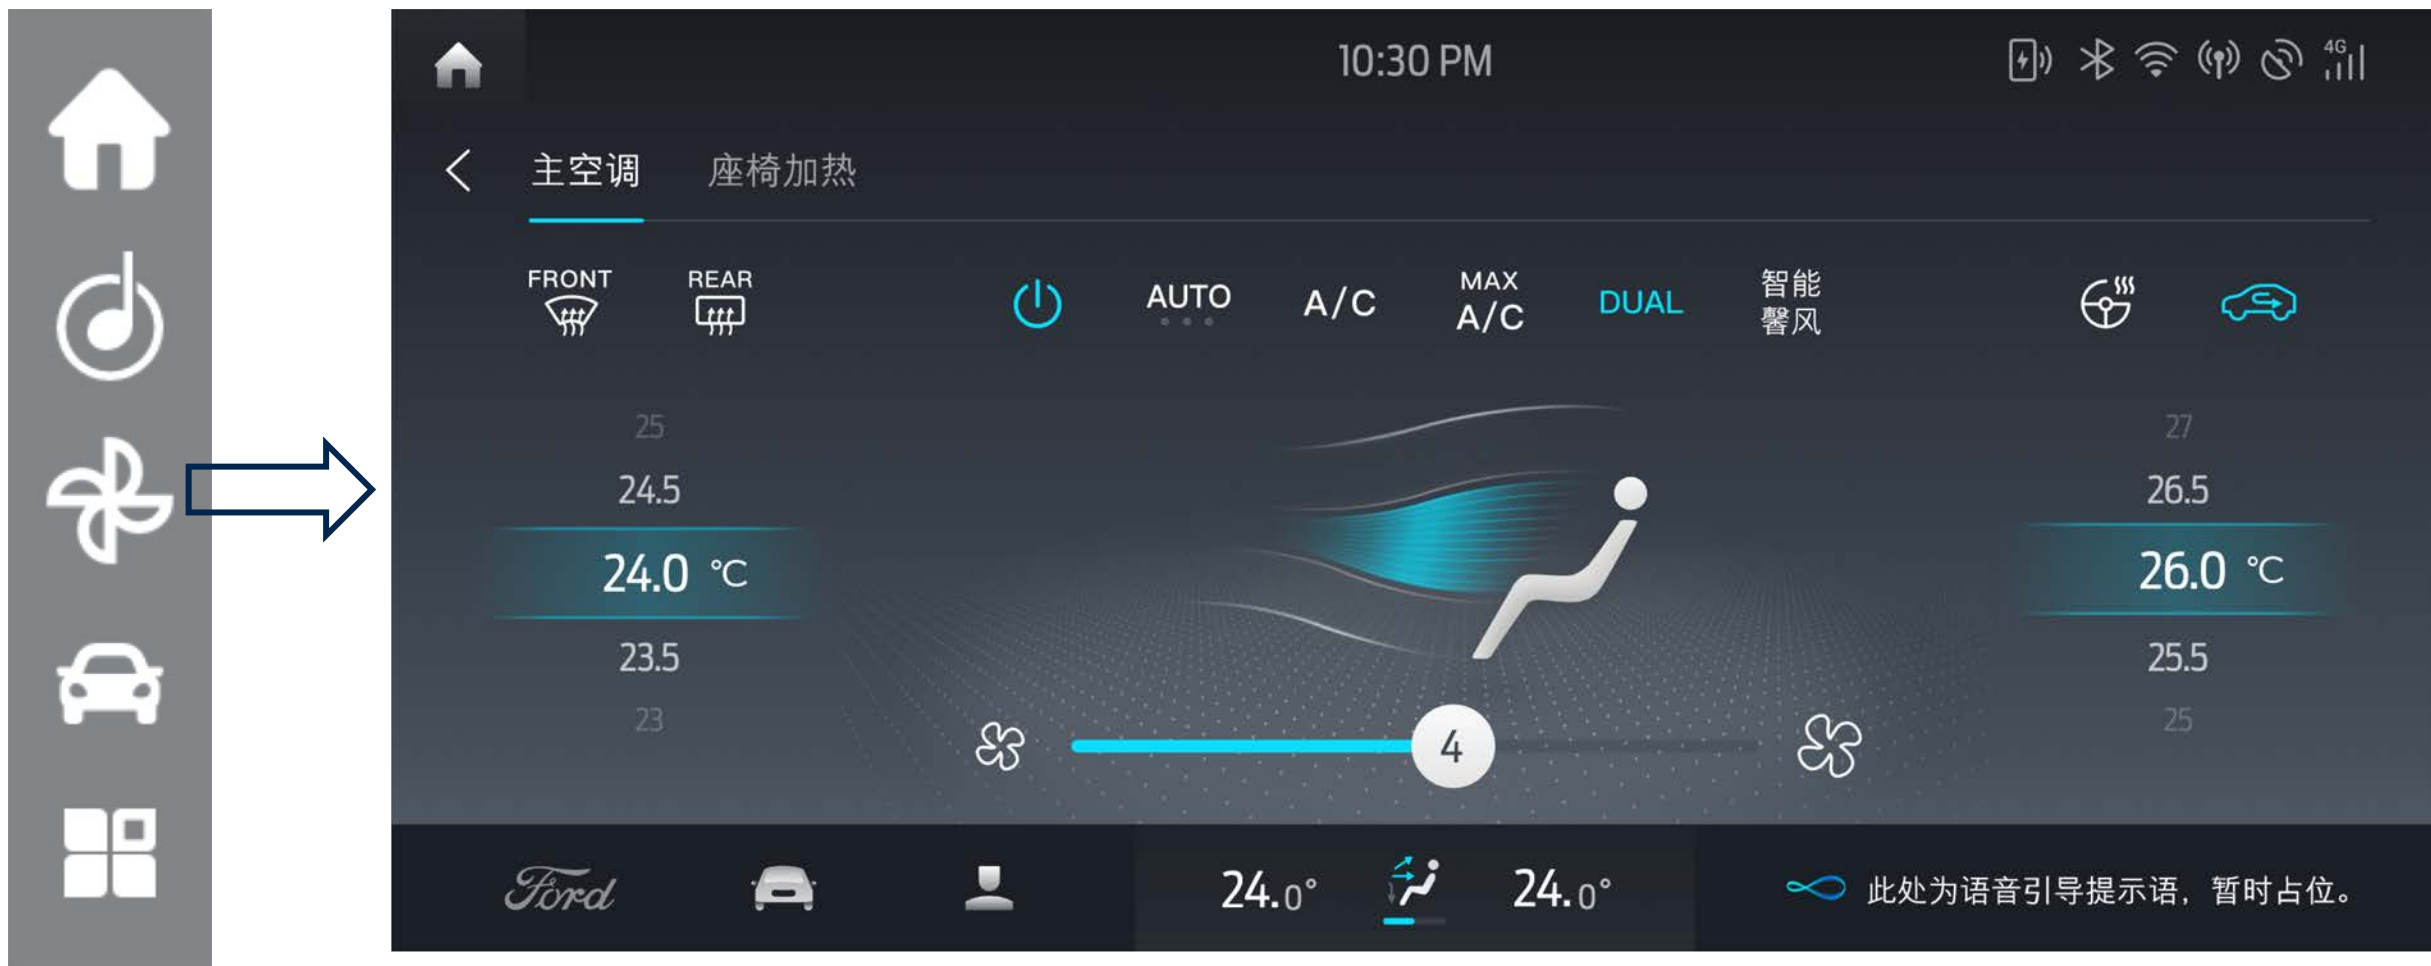 10:30 PM
4G
主空调
座椅加热
FRONT
REAR
AUTO
A/C
MAX
A/C
DUAL
智能
馨风
25
24.5
24.0 ℃
23.5
23
27
26.5
26.0 ℃
25.5
25
4
Ford
24.0°
24.0°
此处为语音引导提示语，暂时占位。